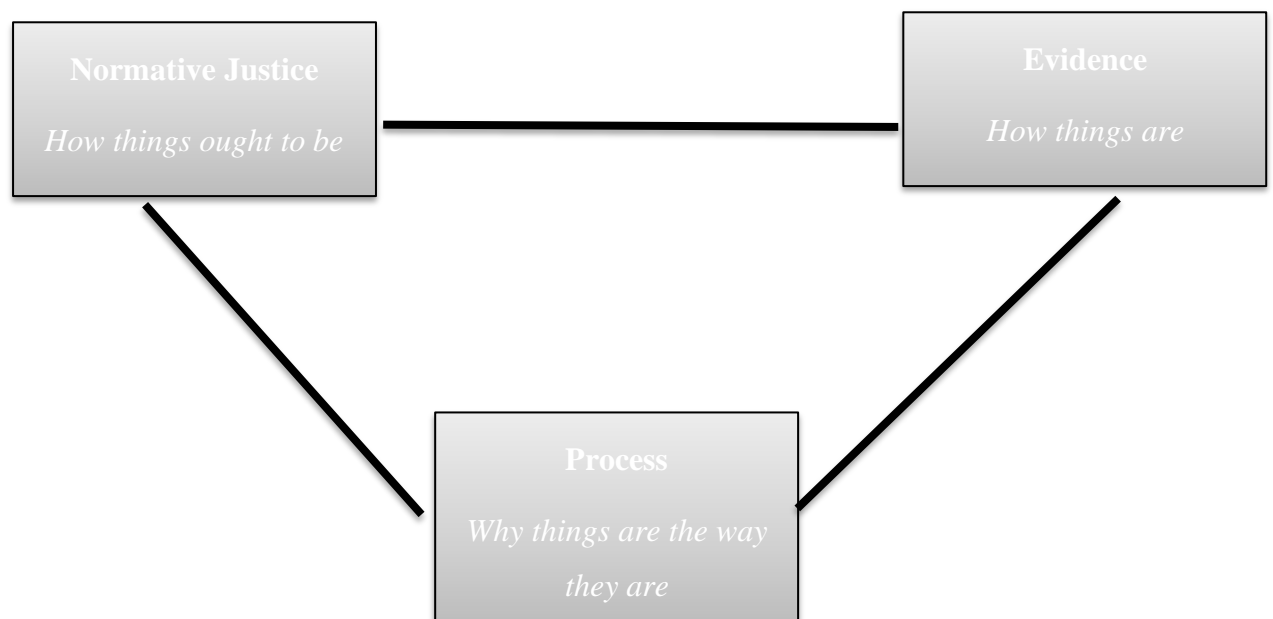 Normative Justice
How things ought to be
Evidence
How things are
Process
Why things are the way
they are